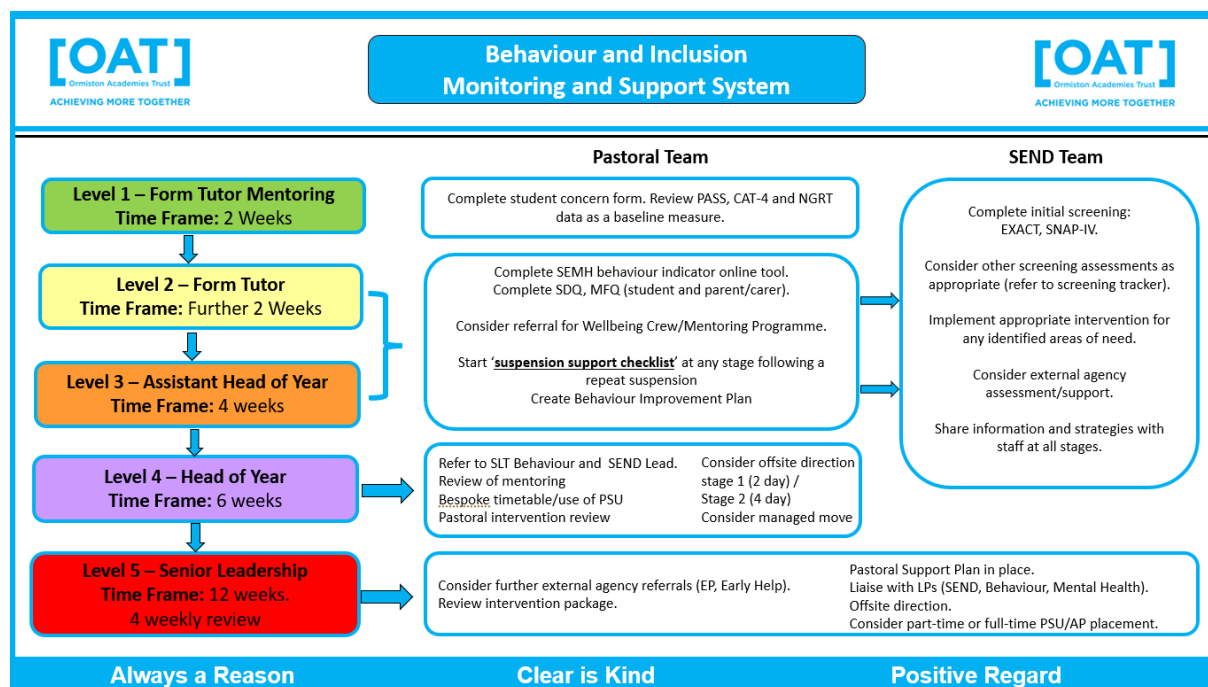 [OAT]
Ormiston Academies Trust
ACHIEVING MORE TOGETHER
Behaviour and Inclusion
Monitoring and Support System
[OAT]
Ormiston Academies Trust
ACHIEVING MORE TOGETHER
Pastoral Team
SEND Team
Level 1 – Form Tutor Mentoring
Time Frame: 2 Weeks
Complete student concern form. Review PASS, CAT-4 and NGRT
data as a baseline measure.
Level 2 – Form Tutor
Time Frame: Further 2 Weeks
Level 3 – Assistant Head of Year
Time Frame: 4 weeks
Complete SEMH behaviour indicator online tool.
Complete SDQ, MFQ (student and parent/carer).
Consider referral for Wellbeing Crew/Mentoring Programme.
Start ‘suspension support checklist’ at any stage following a
repeat suspension
Create Behaviour Improvement Plan
Complete initial screening:
EXACT, SNAP-IV.
Consider other screening assessments as
appropriate (refer to screening tracker).
Implement appropriate intervention for
any identified areas of need.
Consider external agency
assessment/support.
Share information and strategies with
staff at all stages.
Level 4 – Head of Year
Time Frame: 6 weeks
Refer to SLT Behaviour and SEND Lead.
Review of mentoring
Bespoke timetable/use of PSU
Pastoral intervention review
Consider offsite direction
stage 1 (2 day) /
Stage 2 (4 day)
Consider managed move
Level 5 – Senior Leadership
Time Frame: 12 weeks.
4 weekly review
Consider further external agency referrals (EP, Early Help).
Review intervention package.
Pastoral Support Plan in place.
Liaise with LPs (SEND, Behaviour, Mental Health).
Offsite direction.
Consider part-time or full-time PSU/AP placement.
Always a Reason
Clear is Kind
Positive Regard